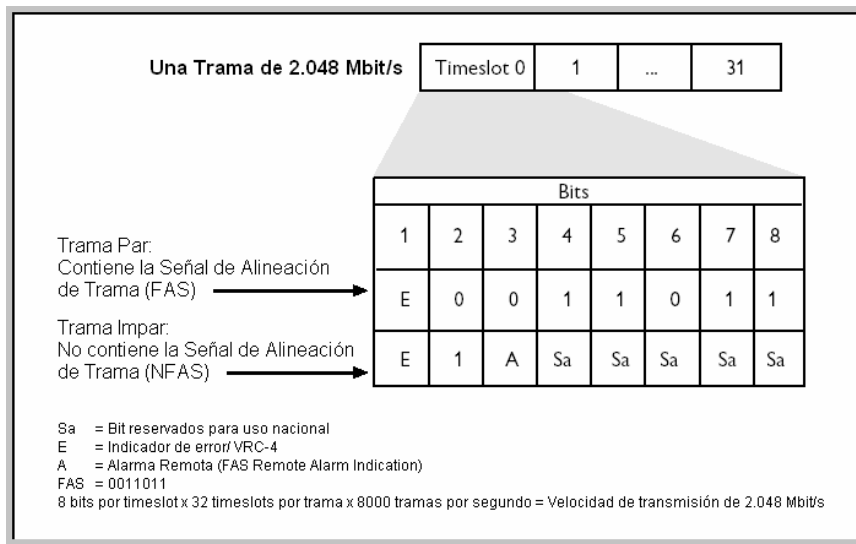 Una Trama de 2.048 Mbit/s
Timeslot 0 1 ... 31
Bits
1 2 3 4 5 6 7 8
Trama Par:
Contiene la Señal de Alineación
de Trama (FAS)
E 0 0 1 1 0 1 1
Trama Impar:
No contiene la Señal de Alineación
de Trama (NFAS)
E 1 A Sa Sa Sa Sa Sa
Sa = Bit reservados para uso nacional
E = Indicador de error/ VRC-4
A = Alarma Remota (FAS Remote Alarm Indication)
FAS = 0011011
8 bits por timeslot x 32 timeslots por trama x 8000 tramas por segundo = Velocidad de transmisión de 2.048 Mbit/s